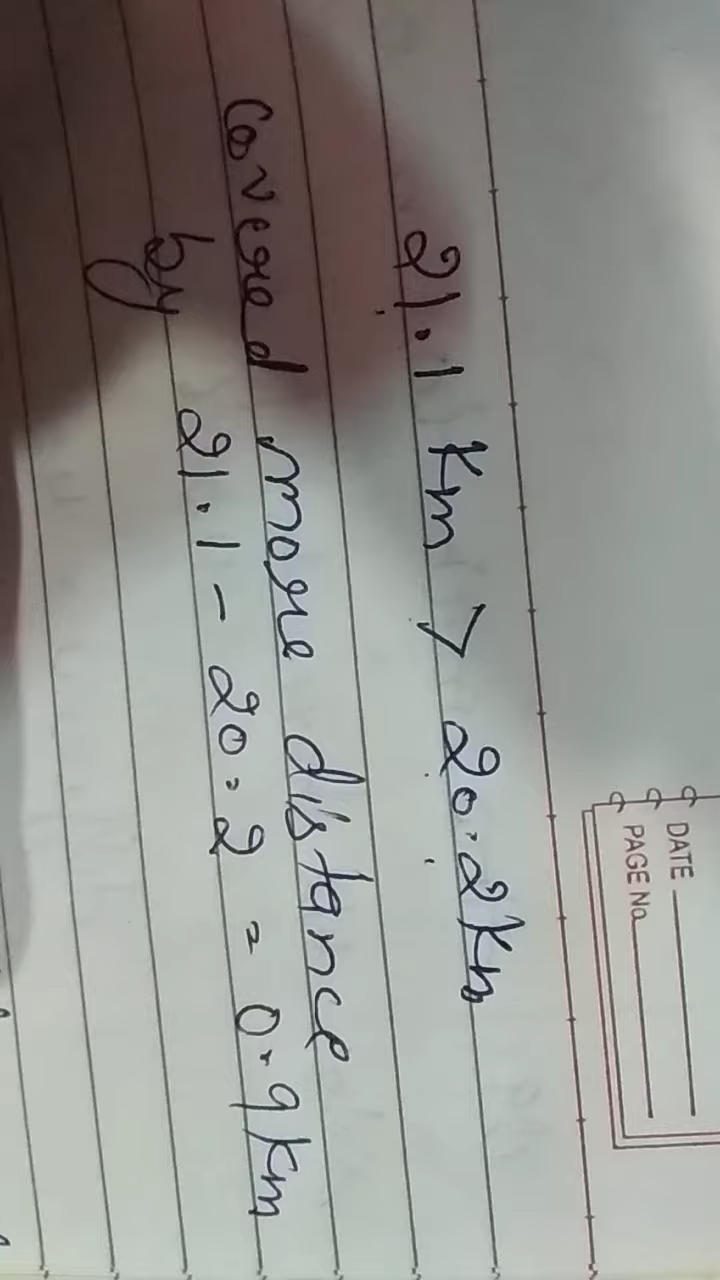 DATE
PAGE No.
21.1 km > 20.2 km
Covered more distance
by 21.1 - 20.2 = 0.9 km